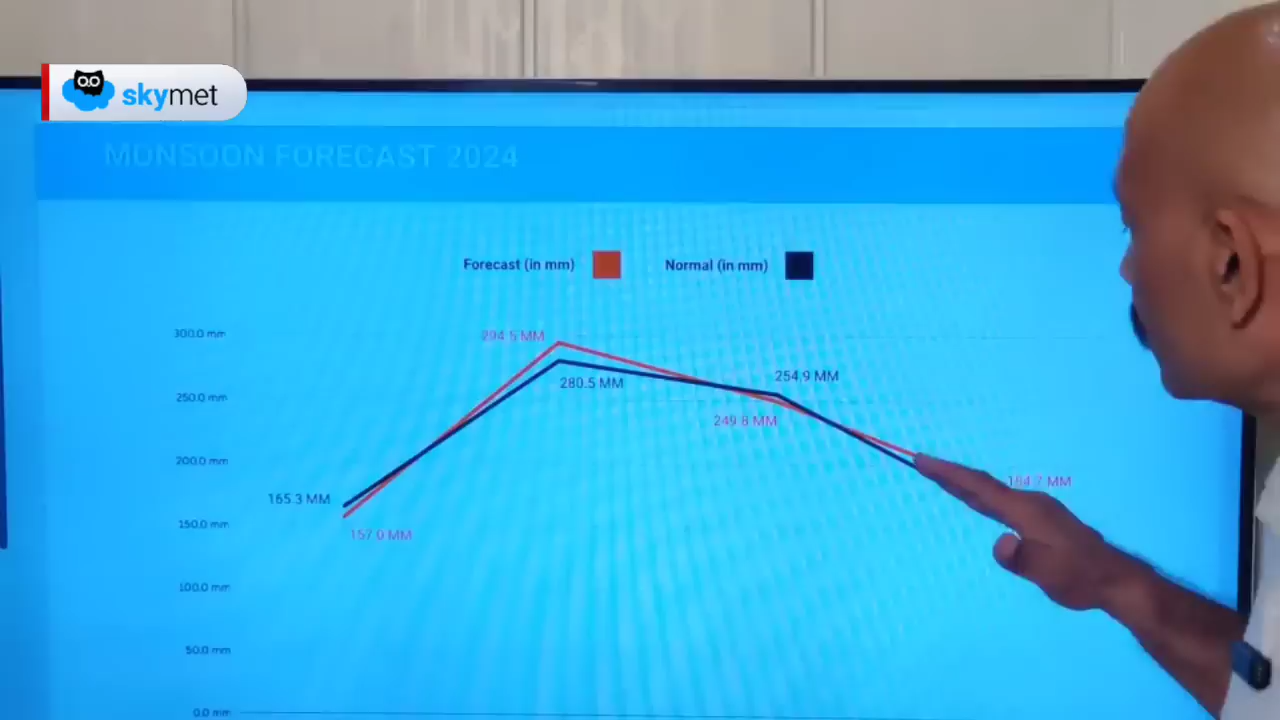 skymet
MONSOON FORECAST 2024
Forecast (in mm)
Normal (in mm)
300.0 mm
294.5 MM
280.5 MM
254.9 MM
250.0 mm
249.8 MM
200.0 mm
165.3 MM
150.0 mm
157.0 MM
100.0 mm
50.0 mm
0.0 mm